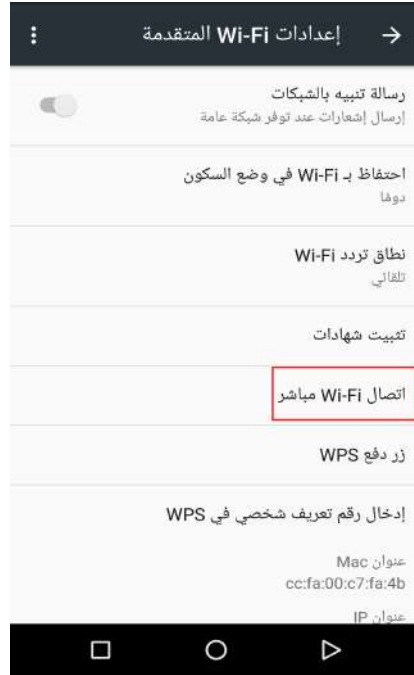 إعدادات Wi-Fi المتقدمة
رسالة تنبيه بالشبكات
إرسال إشعارات عند توفر شبكة عامة
احتفاظ بـ Wi-Fi في وضع السكون
دومًا
نطاق تردد Wi-Fi
تلقائي
تثبيت شهادات
اتصال Wi-Fi مباشر
زر دفع WPS
إدخال رقم تعريف شخصي في WPS
عنوان Mac
cc:fa:00:c7:fa:4b
عنوان IP